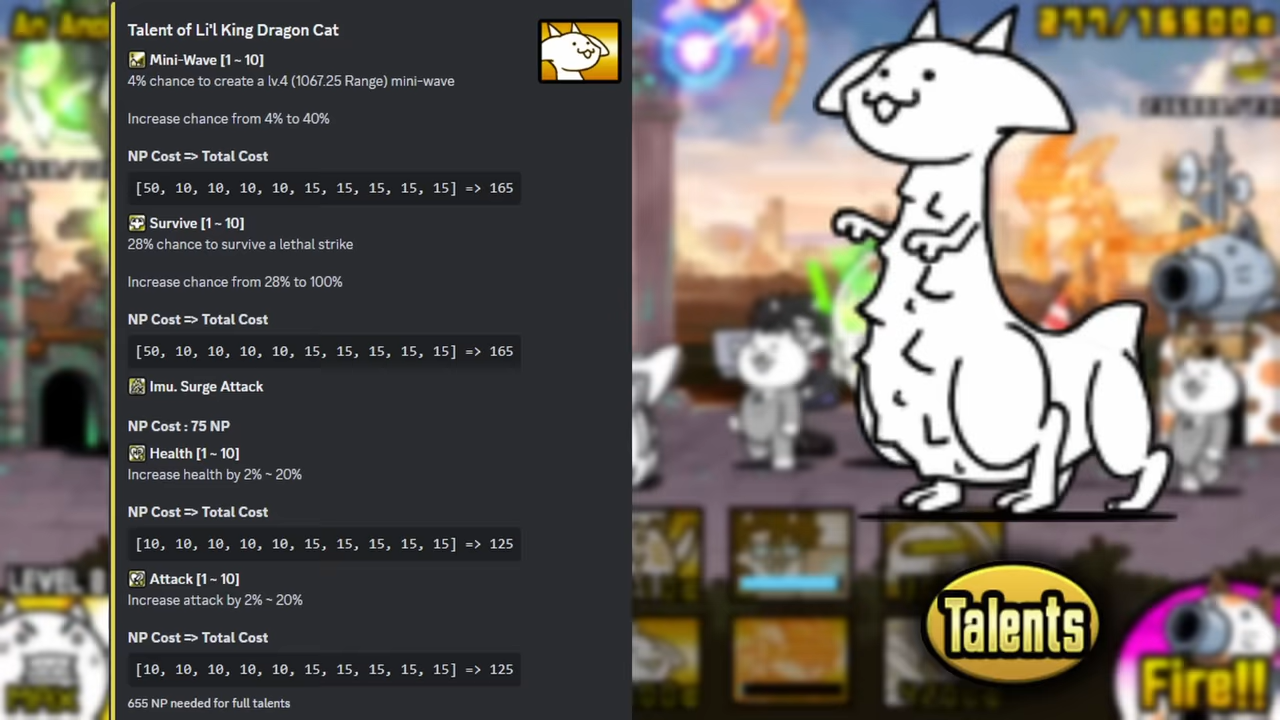 Talent of Li'l King Dragon Cat
Mini-Wave [1 ~ 10]
4% chance to create a lv.4 (1067.25 Range) mini-wave
Increase chance from 4% to 40%
NP Cost => Total Cost
[50, 10, 10, 10, 10, 15, 15, 15, 15, 15] => 165
Survive [1 ~ 10]
28% chance to survive a lethal strike
Increase chance from 28% to 100%
NP Cost => Total Cost
[50, 10, 10, 10, 10, 15, 15, 15, 15, 15] => 165
Imu. Surge Attack
NP Cost : 75 NP
Health [1 ~ 10]
Increase health by 2% ~ 20%
NP Cost => Total Cost
[10, 10, 10, 10, 10, 15, 15, 15, 15, 15] => 125
Attack [1 ~ 10]
Increase attack by 2% ~ 20%
NP Cost => Total Cost
[10, 10, 10, 10, 10, 15, 15, 15, 15, 15] => 125
655 NP needed for full talents
An Ano
277/16500
LEVEL
MAX
Talents
Fire!!